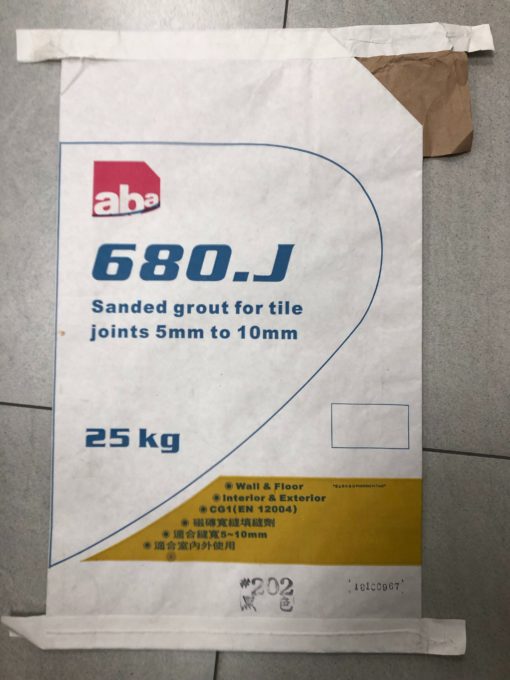 aba
680.J
Sanded grout for tile
joints 5mm to 10mm
25 kg
Wall & Floor
Interior & Exterior
CG1(EN 12004)
磁磚寬縫填縫劑
適合縫寬5~10mm
適合室內外使用
#202
灰色